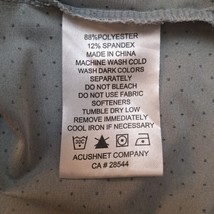 88%POLYESTER
12% SPANDEX
MADE IN CHINA
MACHINE WASH COLD
WASH DARK COLORS
SEPARATELY
DO NOT BLEACH
DO NOT USE FABRIC
SOFTENERS
TUMBLE DRY LOW
REMOVE IMMEDIATELY
COOL IRON IF NECESSARY
ACUSHNET COMPANY
CA # 28544